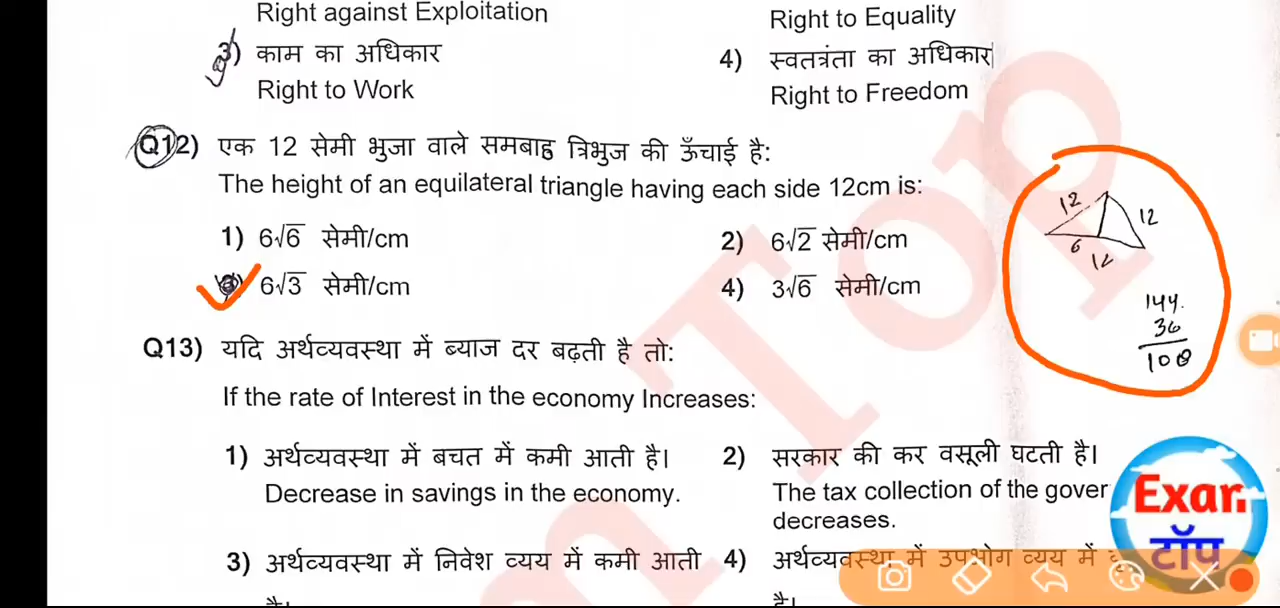 Right against Exploitation
Right to Equality
3) काम का अधिकार
4) स्वतत्रंता का अधिकार
Right to Work
Right to Freedom
Q12) एक 12 सेमी भुजा वाले समबाहु त्रिभुज की ऊँचाई है:
The height of an equilateral triangle having each side 12cm is:
1) 6√6 सेमी/cm
2) 6√2 सेमी/cm
6√3 सेमी/cm
4) 3√6 सेमी/cm
12
12
6
12
144.
36
108
Q13) यदि अर्थव्यवस्था में ब्याज दर बढ़ती है तो:
If the rate of Interest in the economy Increases:
1) अर्थव्यवस्था में बचत में कमी आती है।
2) सरकार की कर वसूली घटती है।
Decrease in savings in the economy.
The tax collection of the gover
decreases.
3) अर्थव्यवस्था में निवेश व्यय में कमी आती
4) अर्थव्यवस्था में उपभोग व्यय में
है।
है।
Exam
टॉप